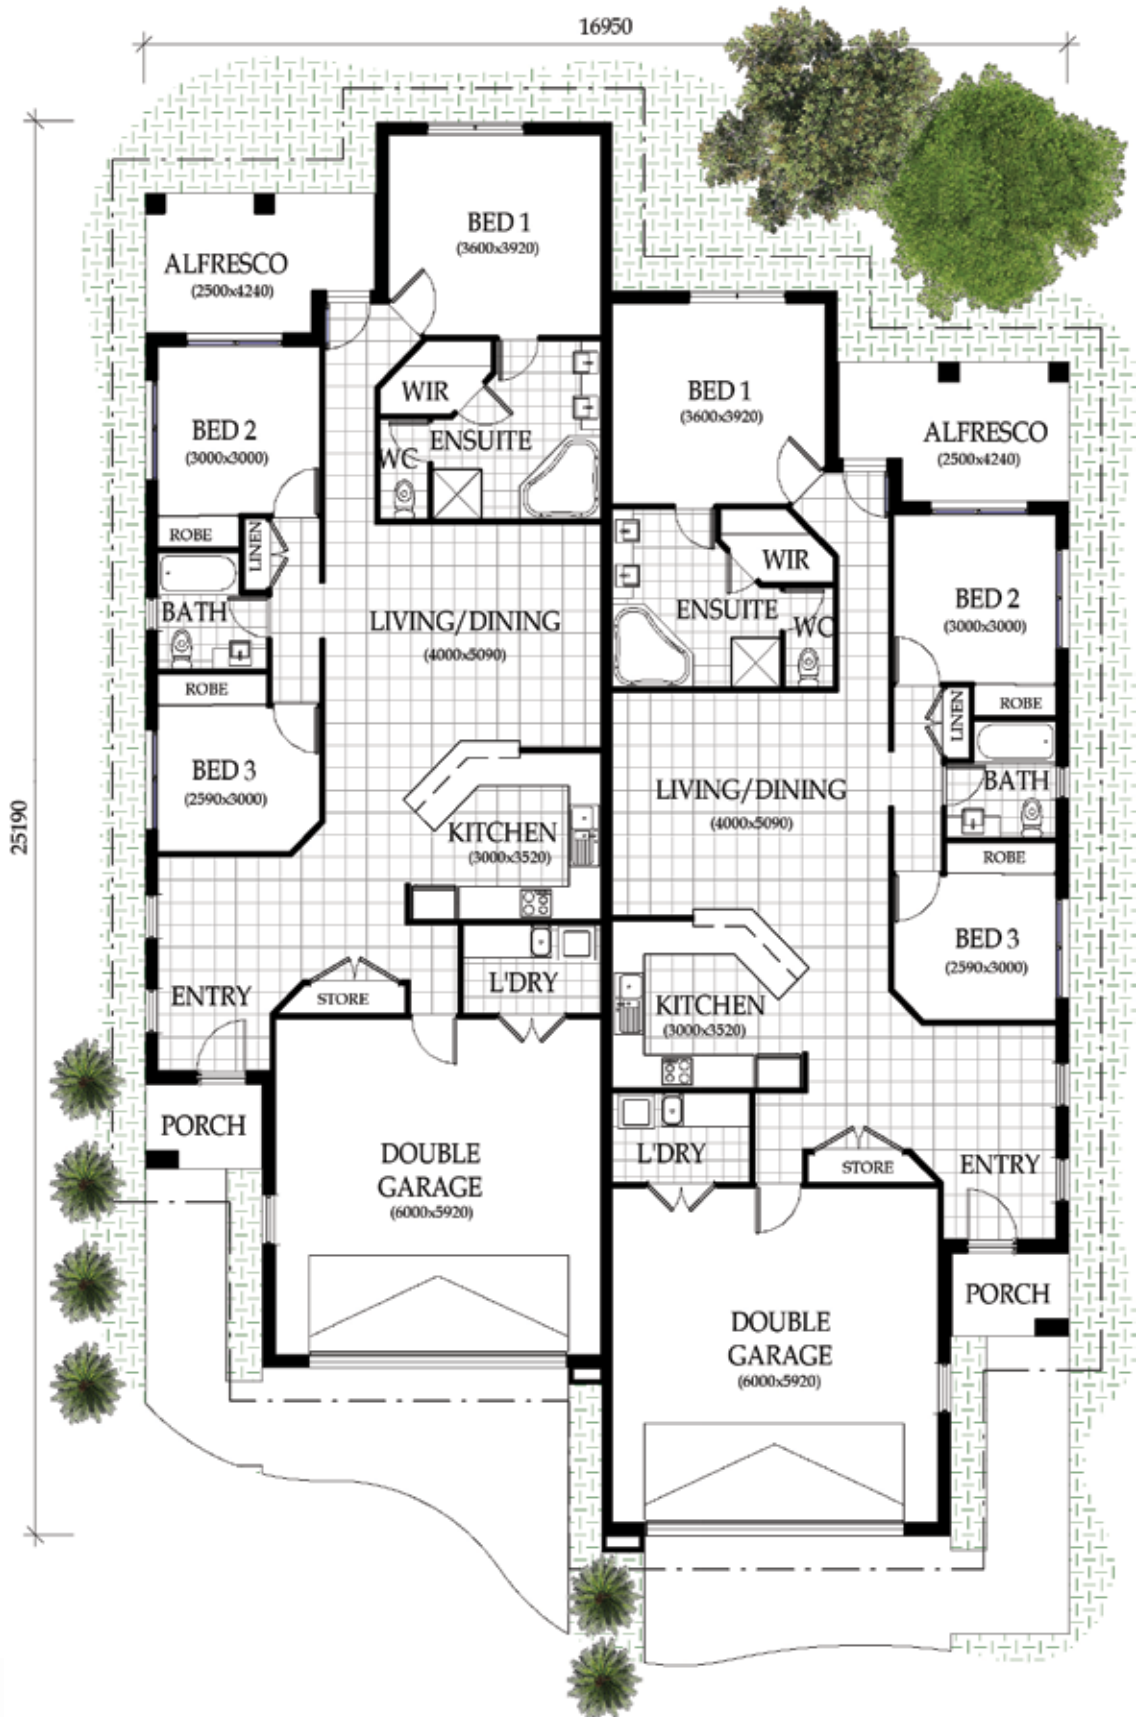 16950
25190
BED 1
(3600x3920)
ALFRESCO
(2500x4240)
WIR
BED 2
(3000x3000)
ENSUITE
WC
ROBE
LINEN
BATH
LIVING/DINING
(4000x5090)
ROBE
BED 3
(2590x3000)
KITCHEN
(3000x3520)
ENTRY
STORE
L'DRY
PORCH
DOUBLE
GARAGE
(6000x5920)
BED 1
(3600x3920)
ALFRESCO
(2500x4240)
WIR
ENSUITE
WC
BED 2
(3000x3000)
ROBE
LINEN
BATH
LIVING/DINING
(4000x5090)
ROBE
BED 3
(2590x3000)
KITCHEN
(3000x3520)
L'DRY
STORE
ENTRY
PORCH
DOUBLE
GARAGE
(6000x5920)